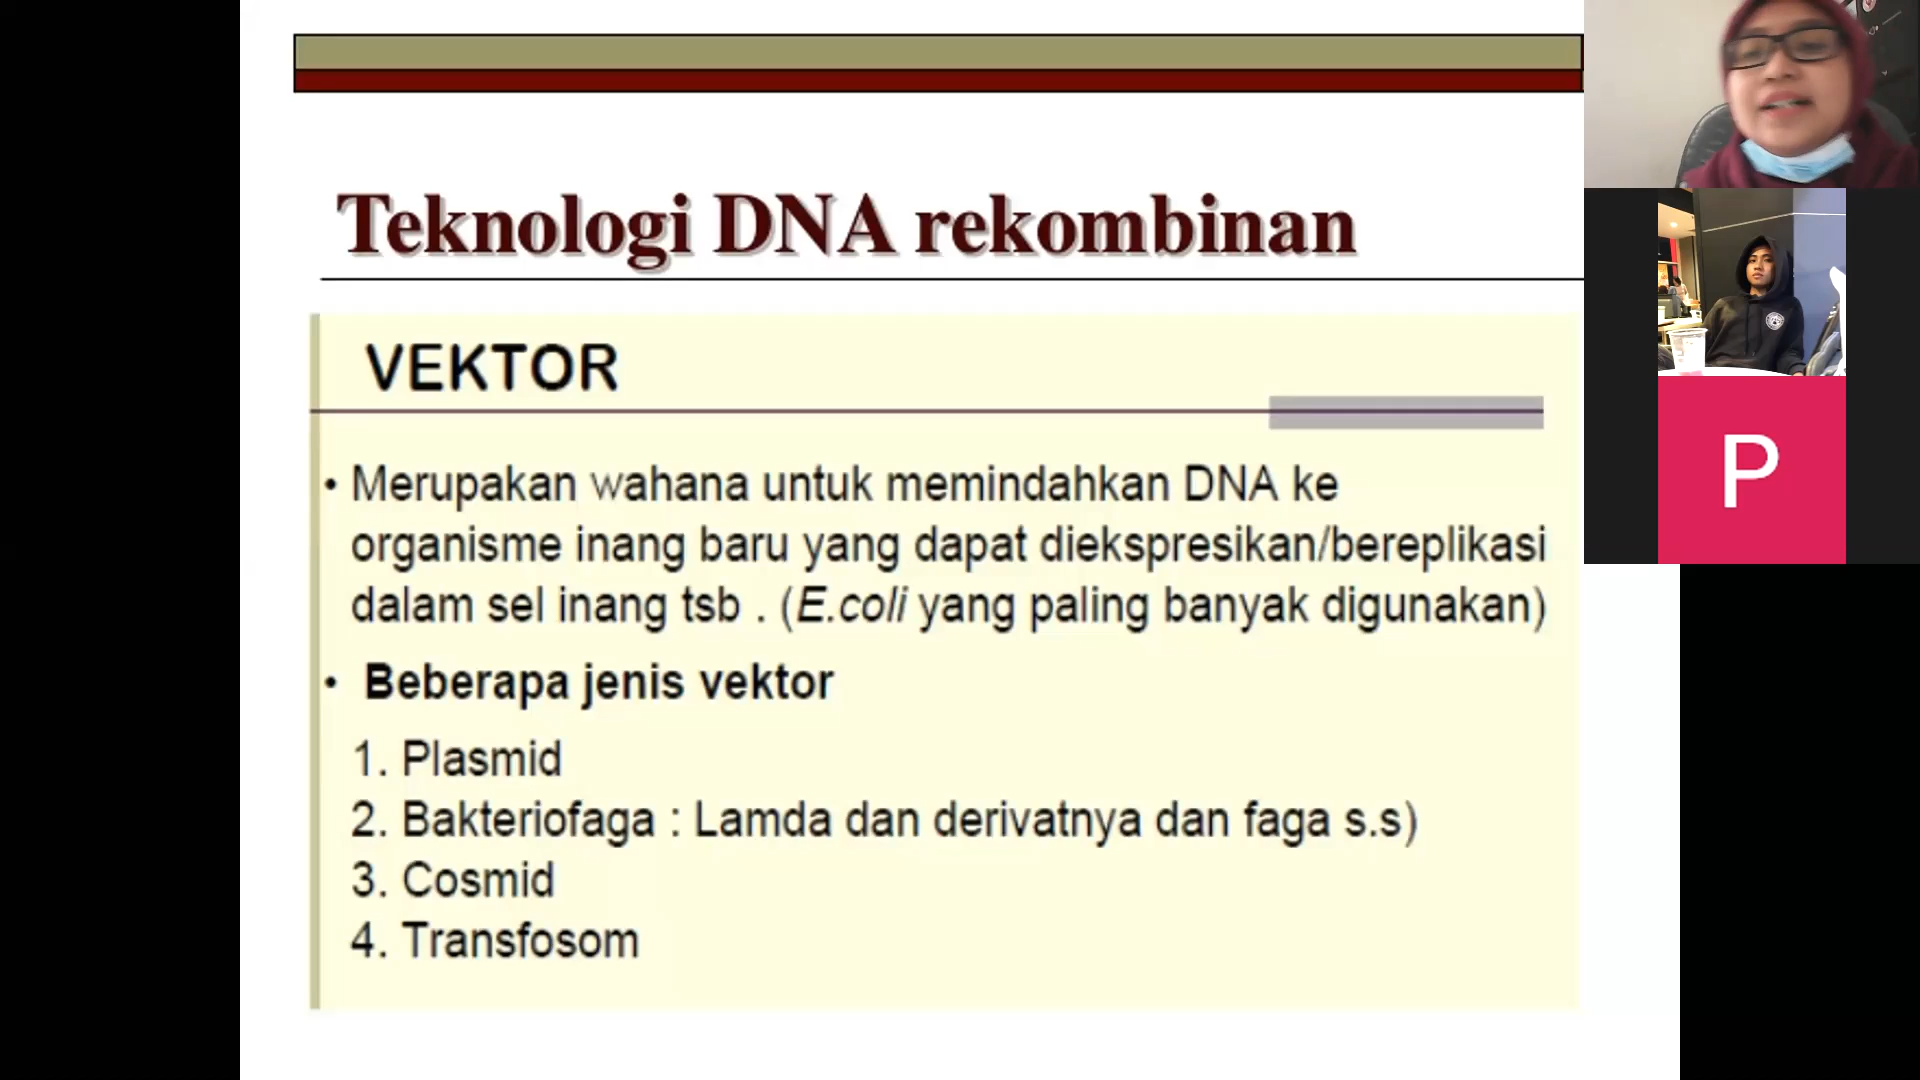 Teknologi DNA rekombinan
VEKTOR
• Merupakan wahana untuk memindahkan DNA ke
organisme inang baru yang dapat diekspresikan/bereplikasi
dalam sel inang tsb . (E.coli yang paling banyak digunakan)
• Beberapa jenis vektor
1. Plasmid
2. Bakteriofaga : Lamda dan derivatnya dan faga s.s)
3. Cosmid
4. Transfosom
P